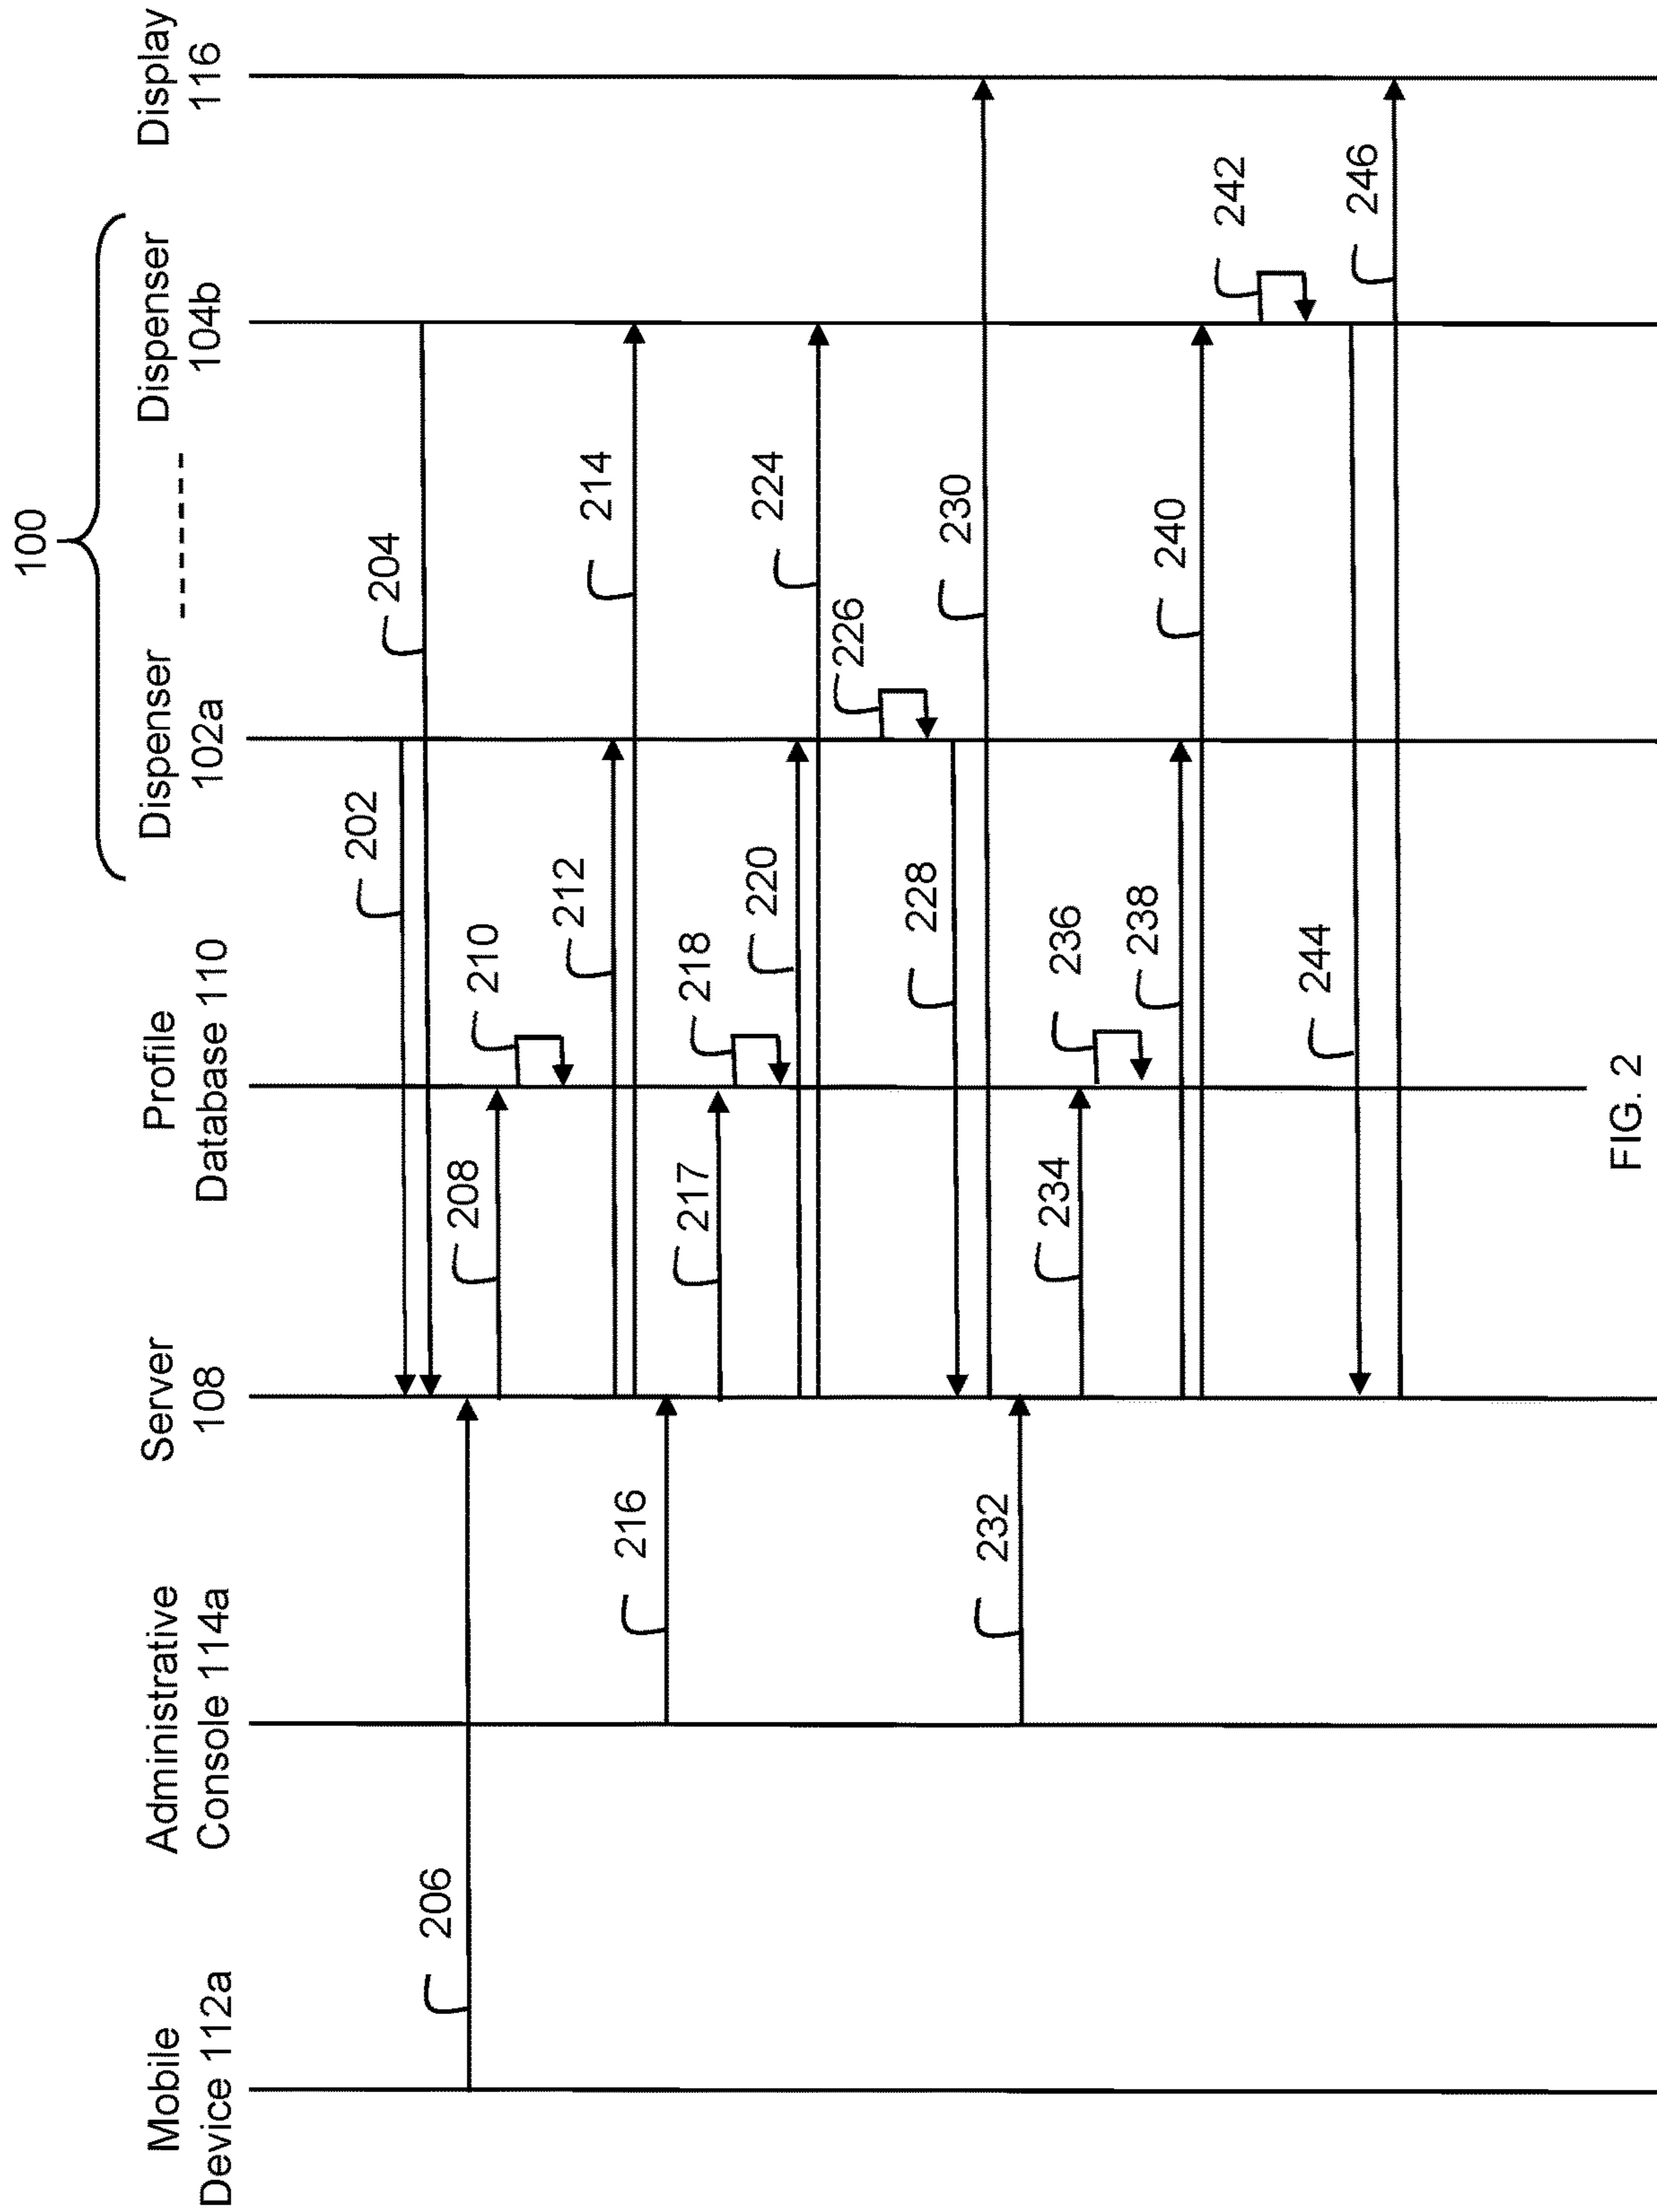 100
Mobile
Device 112a
Administrative
Console 114a
Server
108
Profile
Database 110
Dispenser
102a
Dispenser
104b
Display
116
202
204
206
208
210
212
214
216
217
218
220
224
226
228
230
232
234
236
238
240
242
244
246
FIG. 2